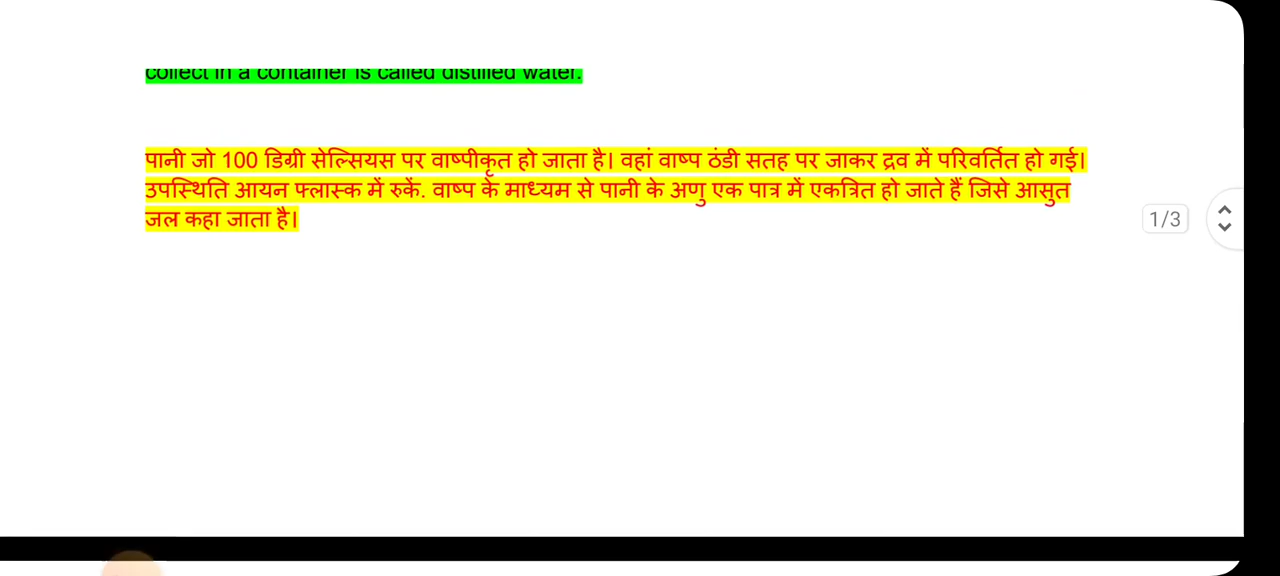 collect in a container is called distilled water.
पानी जो 100 डिग्री सेल्सियस पर वाष्पीकृत हो जाता है। वहां वाष्प ठंडी सतह पर जाकर द्रव में परिवर्तित हो गई।
उपस्थिति आयन फ्लास्क में रुकें. वाष्प के माध्यम से पानी के अणु एक पात्र में एकत्रित हो जाते हैं जिसे आसुत
जल कहा जाता है।
1/3